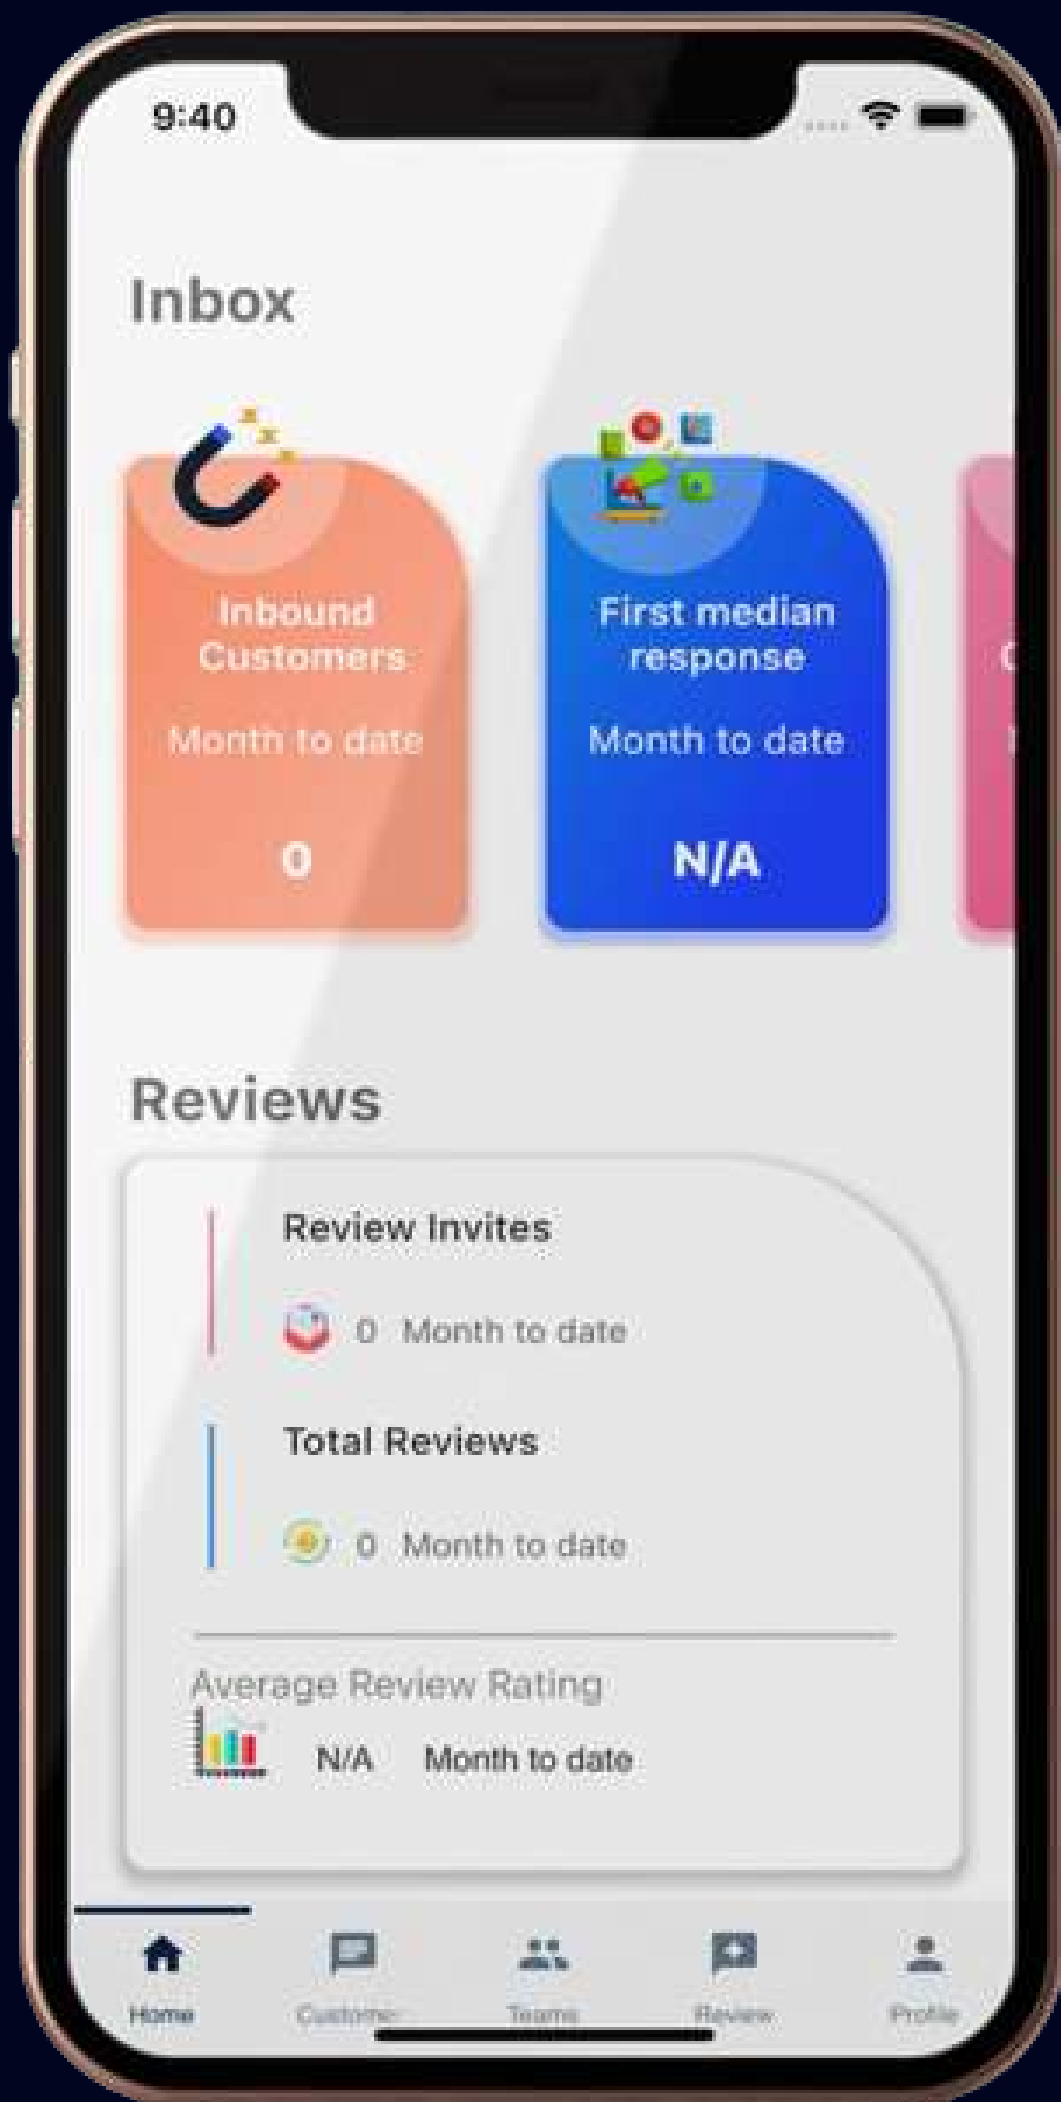 9:40
Inbox
Inbound
Customers
Month to date
0
First median
response
Month to date
N/A
Reviews
Review Invites
0 Month to date
Total Reviews
0 Month to date
Average Review Rating
N/A Month to date
Home
Teams
Review
Profile